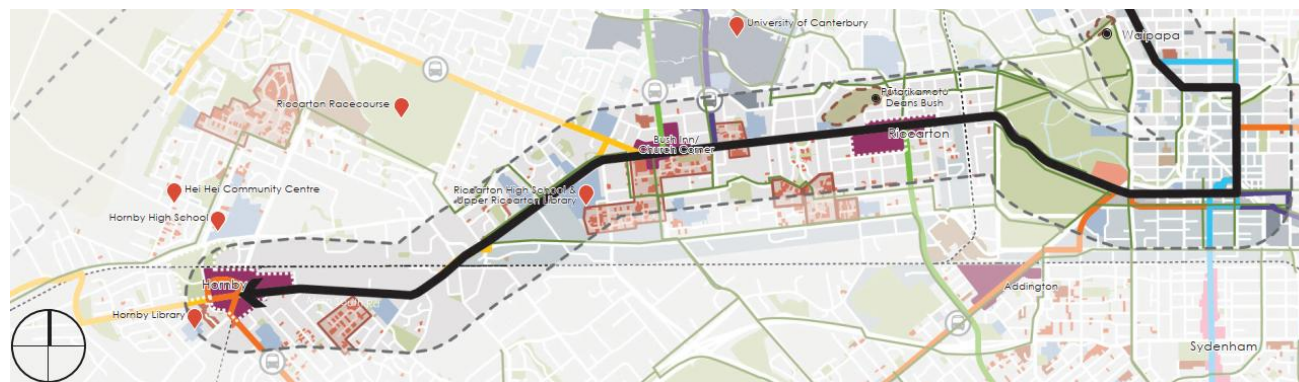 University of Canterbury
Waipapa
Riccarton Racecourse
Pūtarikamotu
Deans Bush
Riccarton
Bush Inn/
Church Corner
Hei Hei Community Centre
Riccarton High School &
Upper Riccarton Library
Hornby High School
Hornby
Addington
Hornby Library
Sydenham